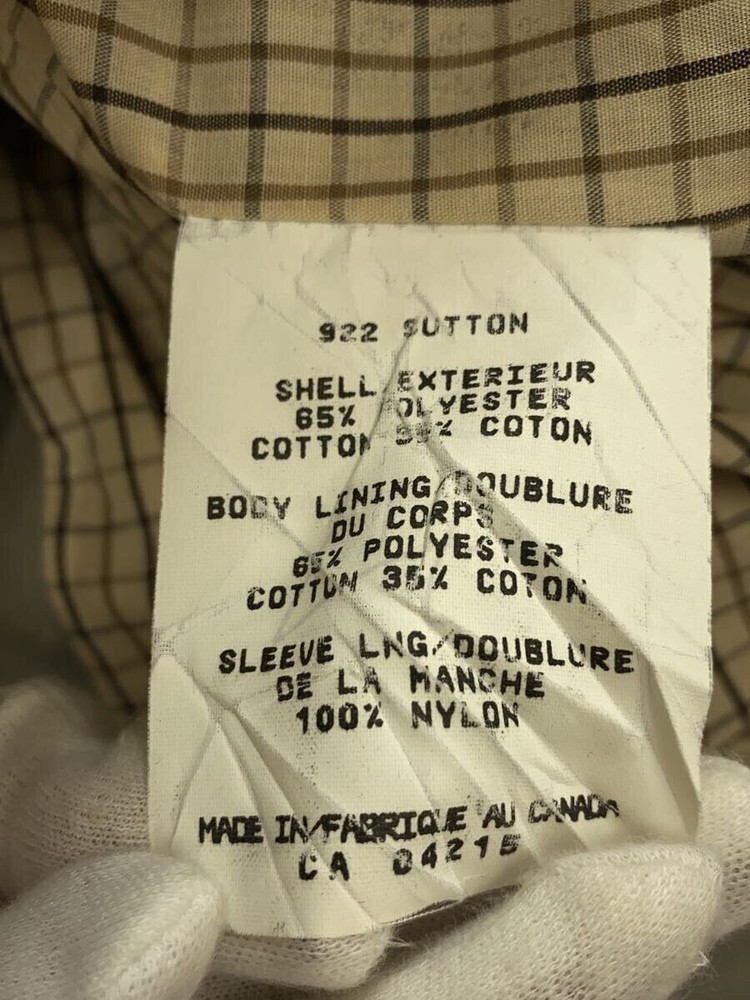 922 SUTTON
SHELL/EXTERIEUR
65% POLYESTER
COTTON 35% COTON
BODY LINING/DOUBLURE
DU CORPS
65% POLYESTER
COTTON 35% COTON
SLEEVE LNG/DOUBLURE
DE LA MANCHE
100% NYLON
MADE IN/FABRIQUE AU CANADA
CA 04215